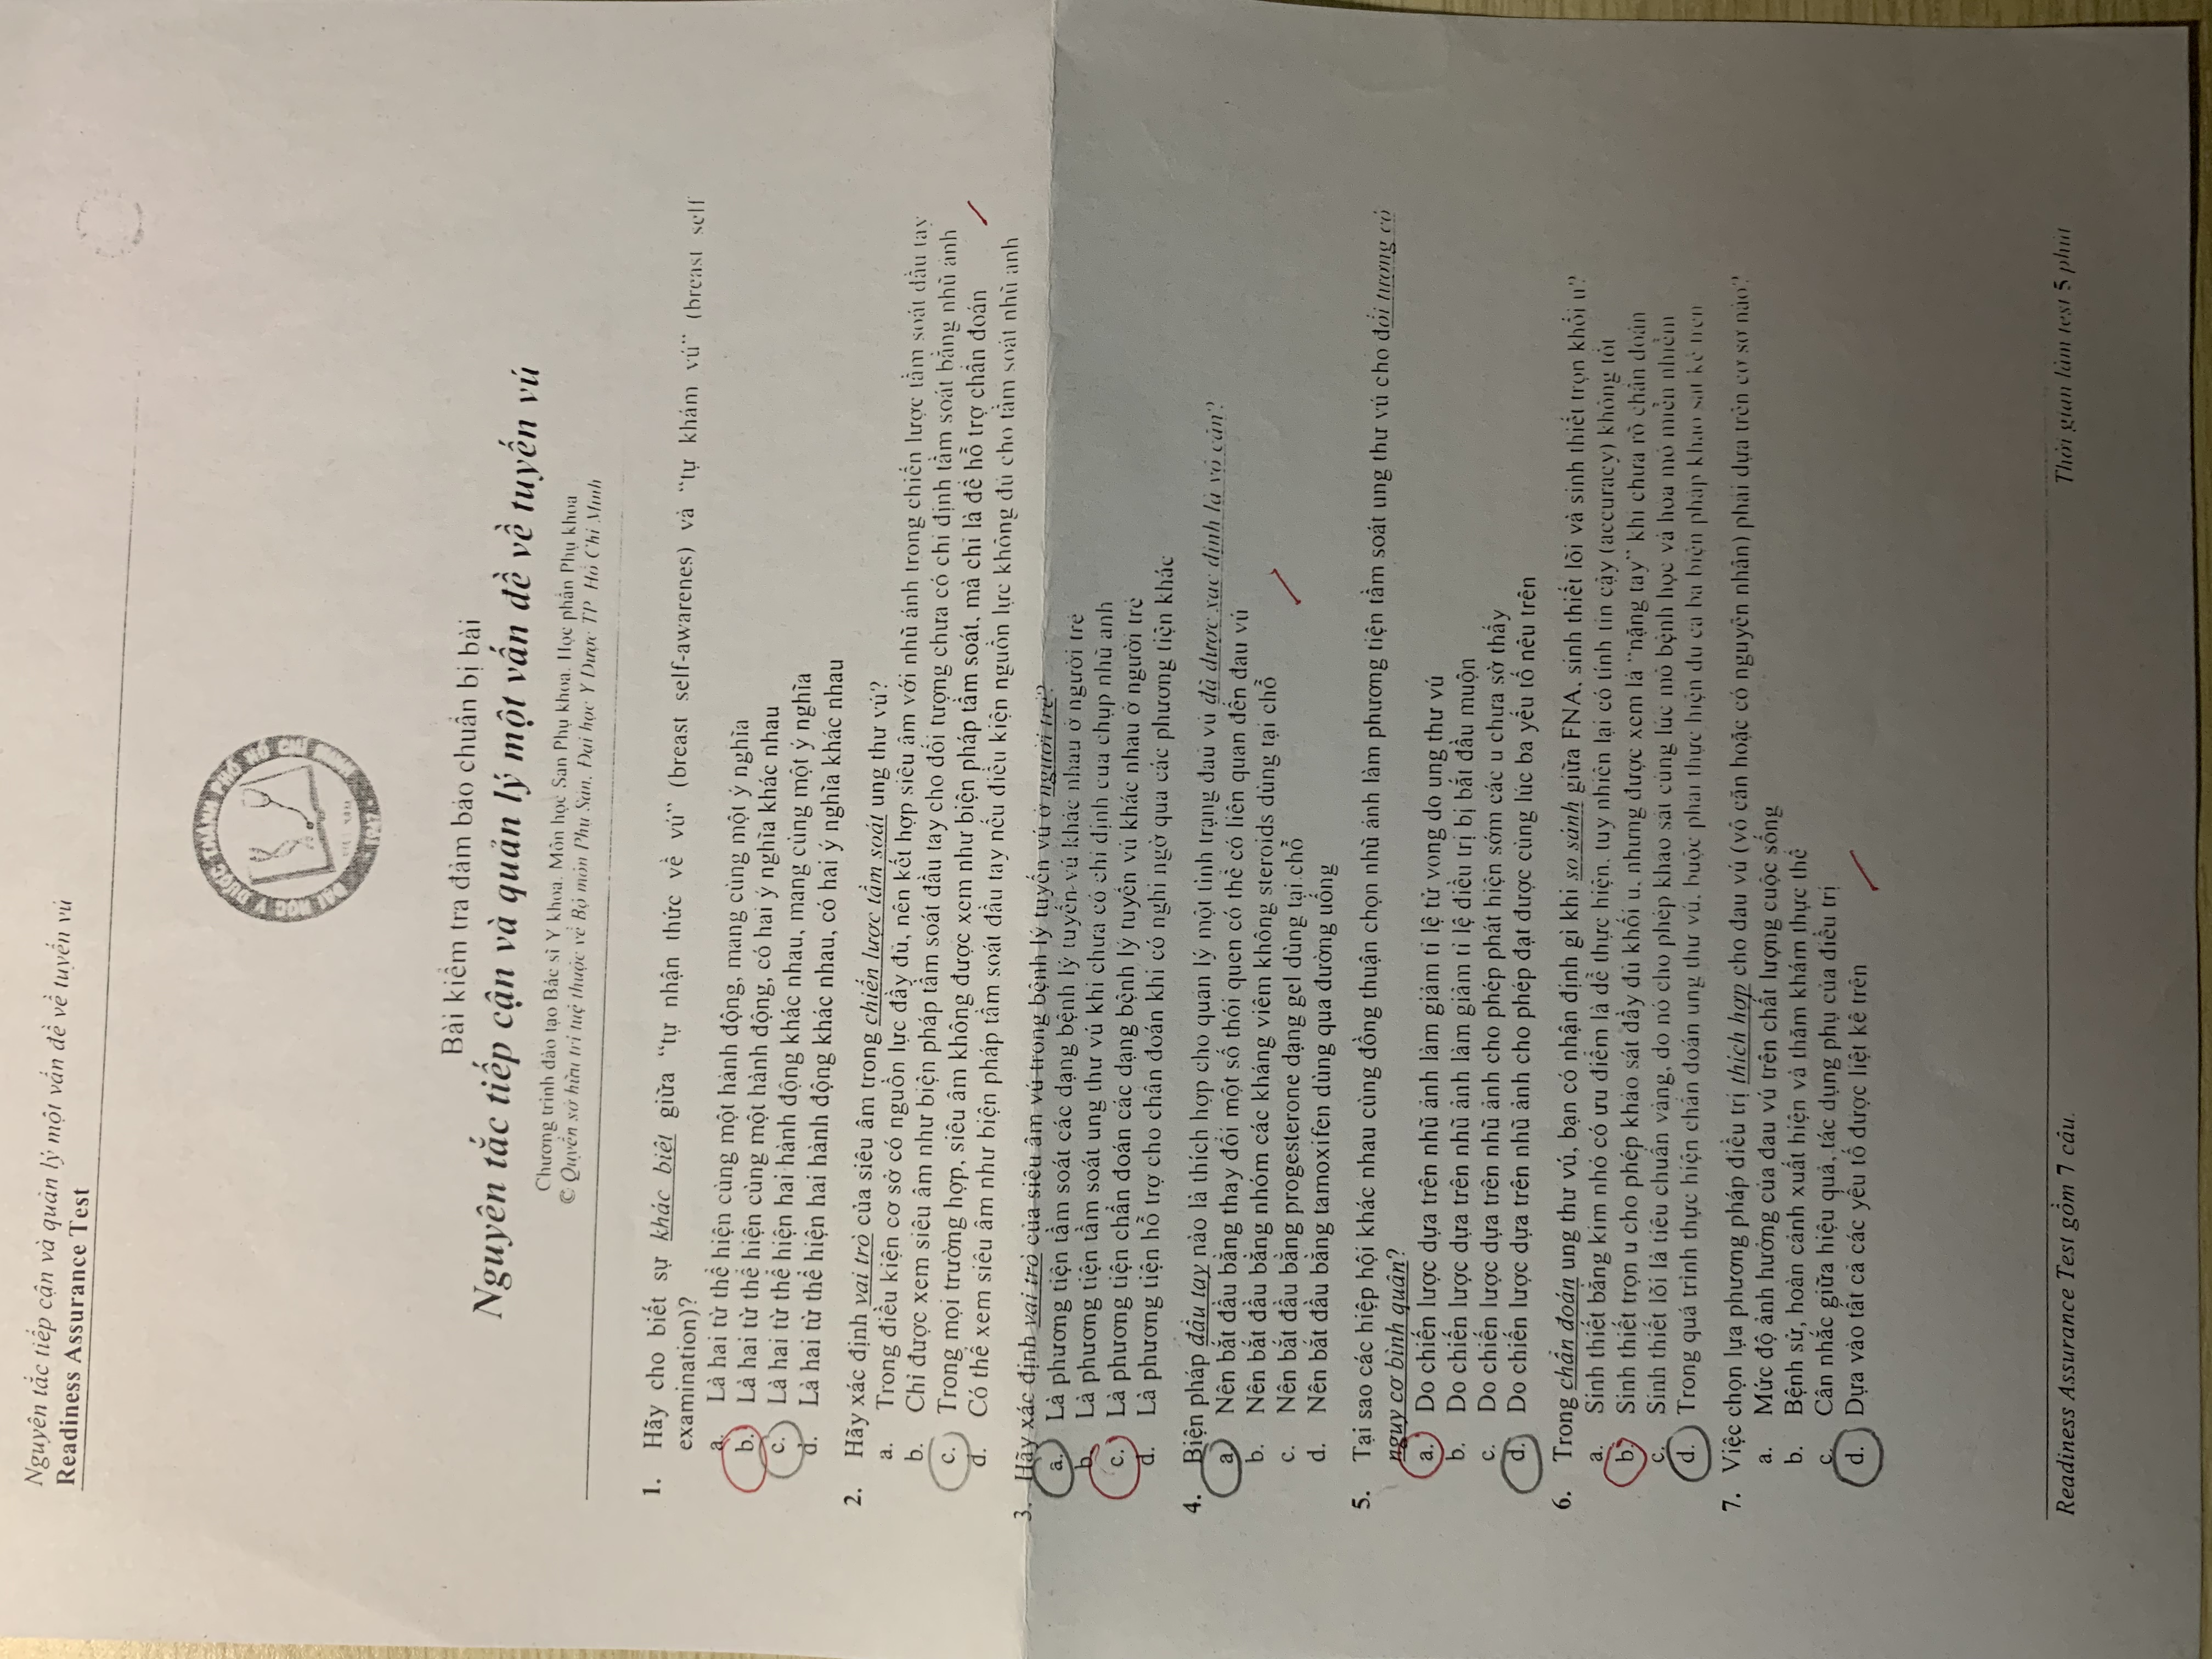 Nguyên tắc tiếp cận và quản lý một vấn đề về tuyến vú
Readiness Assurance Test
ĐẠI HỌC Y DƯỢC THÀNH PHỐ HỒ CHÍ MINH
VIỆT NAM
1947
Bài kiểm tra đảm bảo chuẩn bị bài
Nguyên tắc tiếp cận và quản lý một vấn đề về tuyến vú
Chương trình đào tạo Bác sĩ Y khoa. Môn học Sản Phụ khoa. Học phần Phụ khoa
© Quyền sở hữu trí tuệ thuộc về Bộ môn Phụ Sản, Đại học Y Dược TP Hồ Chí Minh
1. Hãy cho biết sự khác biệt giữa “tự nhận thức về vú” (breast self-awarenes) và “tự khám vú” (breast self
examination)?
a. Là hai từ thể hiện cùng một hành động, mang cùng một ý nghĩa
b. Là hai từ thể hiện cùng một hành động, có hai ý nghĩa khác nhau
c. Là hai từ thể hiện hai hành động khác nhau, mang cùng một ý nghĩa
d. Là hai từ thể hiện hai hành động khác nhau, có hai ý nghĩa khác nhau
2. Hãy xác định vai trò của siêu âm trong chiến lược tầm soát ung thư vú?
a. Trong điều kiện cơ sở có nguồn lực đầy đủ, nên kết hợp siêu âm với nhũ ảnh trong chiến lược tầm soát đầu tay
b. Chỉ được xem siêu âm như biện pháp tầm soát đầu tay cho đối tượng chưa có chỉ định tầm soát bằng nhũ ảnh
c. Trong mọi trường hợp, siêu âm không được xem như biện pháp tầm soát, mà chỉ là để hỗ trợ chẩn đoán
d. Có thể xem siêu âm như biện pháp tầm soát đầu tay nếu điều kiện nguồn lực không đủ cho tầm soát nhũ ảnh
3. Hãy xác định vai trò của siêu âm vú trong bệnh lý tuyến vú ở người trẻ?
a. Là phương tiện tầm soát các dạng bệnh lý tuyến vú khác nhau ở người trẻ
b. Là phương tiện tầm soát ung thư vú khi chưa có chỉ định của chụp nhũ ảnh
c. Là phương tiện chẩn đoán các dạng bệnh lý tuyến vú khác nhau ở người trẻ
d. Là phương tiện hỗ trợ cho chẩn đoán khi có nghi ngờ qua các phương tiện khác
4. Biện pháp đầu tay nào là thích hợp cho quản lý một tình trạng đau vú đã được xác định là vô căn?
a. Nên bắt đầu bằng thay đổi một số thói quen có thể có liên quan đến đau vú
b. Nên bắt đầu bằng nhóm các kháng viêm không steroids dùng tại chỗ
c. Nên bắt đầu bằng progesterone dạng gel dùng tại chỗ
d. Nên bắt đầu bằng tamoxifen dùng qua đường uống
5. Tại sao các hiệp hội khác nhau cùng đồng thuận chọn nhũ ảnh làm phương tiện tầm soát ung thư vú cho đối tượng có
nguy cơ bình quân?
a. Do chiến lược dựa trên nhũ ảnh làm giảm tỉ lệ tử vong do ung thư vú
b. Do chiến lược dựa trên nhũ ảnh làm giảm tỉ lệ điều trị bị bắt đầu muộn
c. Do chiến lược dựa trên nhũ ảnh cho phép phát hiện sớm các u chưa sờ thấy
d. Do chiến lược dựa trên nhũ ảnh cho phép đạt được cùng lúc ba yếu tố nêu trên
6. Trong chẩn đoán ung thư vú, bạn có nhận định gì khi so sánh giữa FNA, sinh thiết lõi và sinh thiết trọn khối u?
a. Sinh thiết bằng kim nhỏ có ưu điểm là dễ thực hiện, tuy nhiên lại có tính tin cậy (accuracy) không tốt
b. Sinh thiết trọn u cho phép khảo sát đầy đủ khối u, nhưng được xem là “nặng tay” khi chưa rõ chẩn đoán
c. Sinh thiết lõi là tiêu chuẩn vàng, do nó cho phép khảo sát cùng lúc mô bệnh học và hóa mô miễn nhiễm
d. Trong quá trình thực hiện chẩn đoán ung thư vú, buộc phải thực hiện đủ cả ba biện pháp khảo sát kể trên
7. Việc chọn lựa phương pháp điều trị thích hợp cho đau vú (vô căn hoặc có nguyên nhân) phải dựa trên cơ sở nào?
a. Mức độ ảnh hưởng của đau vú trên chất lượng cuộc sống
b. Bệnh sử, hoàn cảnh xuất hiện và thăm khám thực thể
c. Cân nhắc giữa hiệu quả, tác dụng phụ của điều trị
d. Dựa vào tất cả các yếu tố được liệt kê trên
Readiness Assurance Test gồm 7 câu.
Thời gian làm test 5 phút